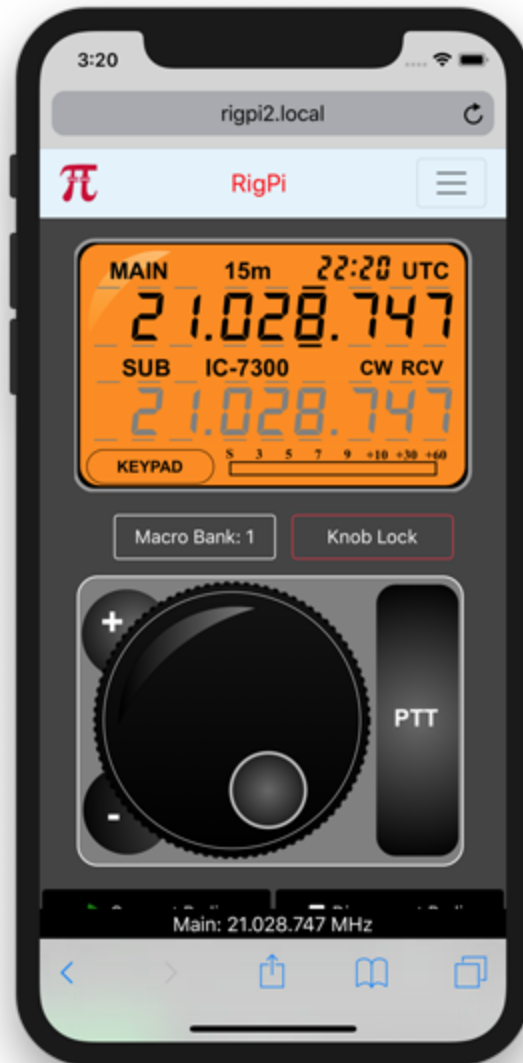 3:20
rigpi2.local
RigPi
MAIN 15m 22:20 UTC
21.028.747
SUB IC-7300 CW RCV
21.028.747
KEYPAD S 3 5 7 9 +10 +30 +60
Macro Bank: 1 Knob Lock
+
PTT
-
Main: 21.028.747 MHz